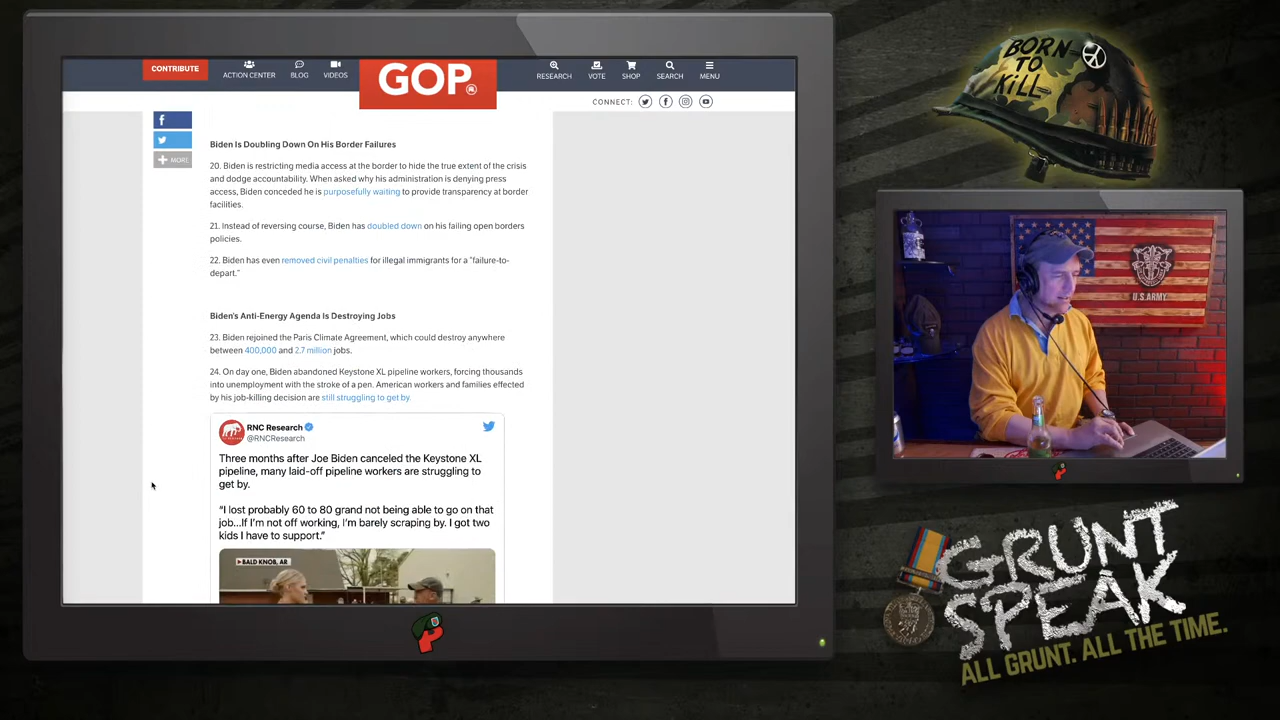 CONTRIBUTE
ACTION CENTER
BLOG
VIDEOS
GOP
RESEARCH
VOTE
SHOP
SEARCH
MENU
CONNECT:
MORE
Biden Is Doubling Down On His Border Failures
20. Biden is restricting media access at the border to hide the true extent of the crisis
and dodge accountability. When asked why his administration is denying press
access, Biden conceded he is purposefully waiting to provide transparency at border
facilities.
21. Instead of reversing course, Biden has doubled down on his failing open borders
policies.
22. Biden has even removed civil penalties for illegal immigrants for a "failure-to-
depart."
Biden's Anti-Energy Agenda Is Destroying Jobs
23. Biden rejoined the Paris Climate Agreement, which could destroy anywhere
between 400,000 and 2.7 million jobs.
24. On day one, Biden abandoned Keystone XL pipeline workers, forcing thousands
into unemployment with the stroke of a pen. American workers and families effected
by his job-killing decision are still struggling to get by.
RNC Research
@RNCResearch
Three months after Joe Biden canceled the Keystone XL
pipeline, many laid-off pipeline workers are struggling to
get by.
“I lost probably 60 to 80 grand not being able to go on that
job...If I’m not off working, I’m barely scraping by. I got two
kids I have to support.”
BALD KNOB, AR
BORN
TO
KILL
U.S.ARMY
GRUNT
SPEAK
ALL GRUNT. ALL THE TIME.